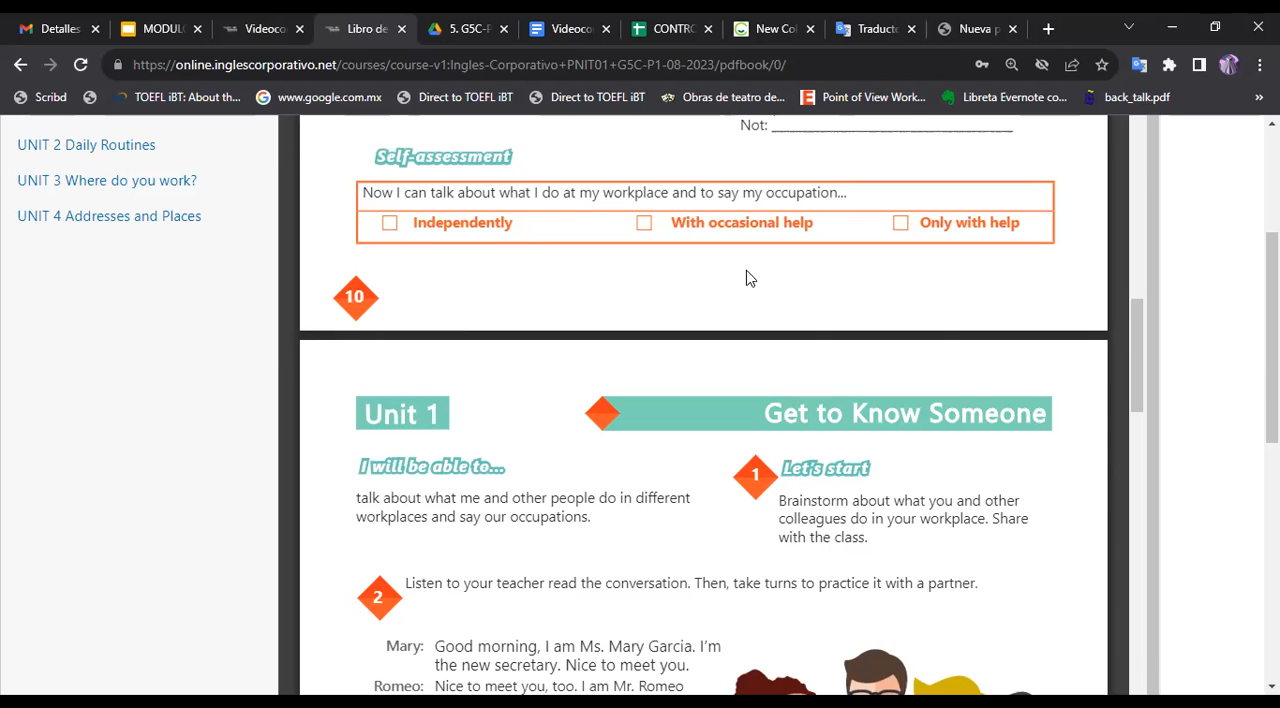 Detalles
MODULO
Videoco
Libro de
5. G5C-P
Videoco
CONTRO
New Co
Traducto
Nueva p
https://online.inglescorporativo.net/courses/course-v1:Ingles-Corporativo+PNIT01+G5C-P1-08-2023/pdfbook/0/
Scribd
TOEFL iBT: About th...
www.google.com.mx
Direct to TOEFL iBT
Direct to TOEFL iBT
Obras de teatro de...
Point of View Work...
Libreta Evernote co...
back_talk.pdf
»
UNIT 2 Daily Routines
UNIT 3 Where do you work?
UNIT 4 Addresses and Places
Not: ______________________________
Self-assessment
Now I can talk about what I do at my workplace and to say my occupation...
Independently
With occasional help
Only with help
10
Unit 1
Get to Know Someone
I will be able to...
talk about what me and other people do in different
workplaces and say our occupations.
1
Let's start
Brainstorm about what you and other
colleagues do in your workplace. Share
with the class.
2
Listen to your teacher read the conversation. Then, take turns to practice it with a partner.
Mary: Good morning, I am Ms. Mary Garcia. I'm
the new secretary. Nice to meet you.
Romeo: Nice to meet you, too. I am Mr. Romeo